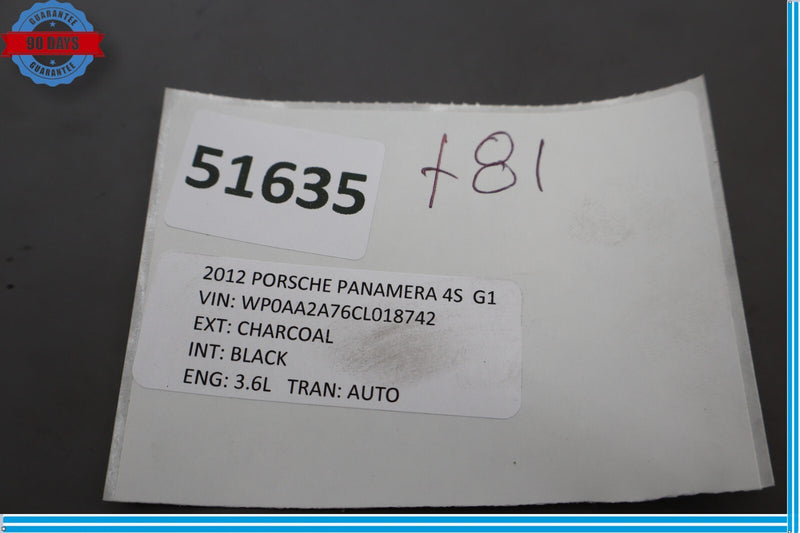 GUARANTEE
90 DAYS
GUARANTEE
51635
+81
2012 PORSCHE PANAMERA 4S G1
VIN: WP0AA2A76CL018742
EXT: CHARCOAL
INT: BLACK
ENG: 3.6L TRAN: AUTO